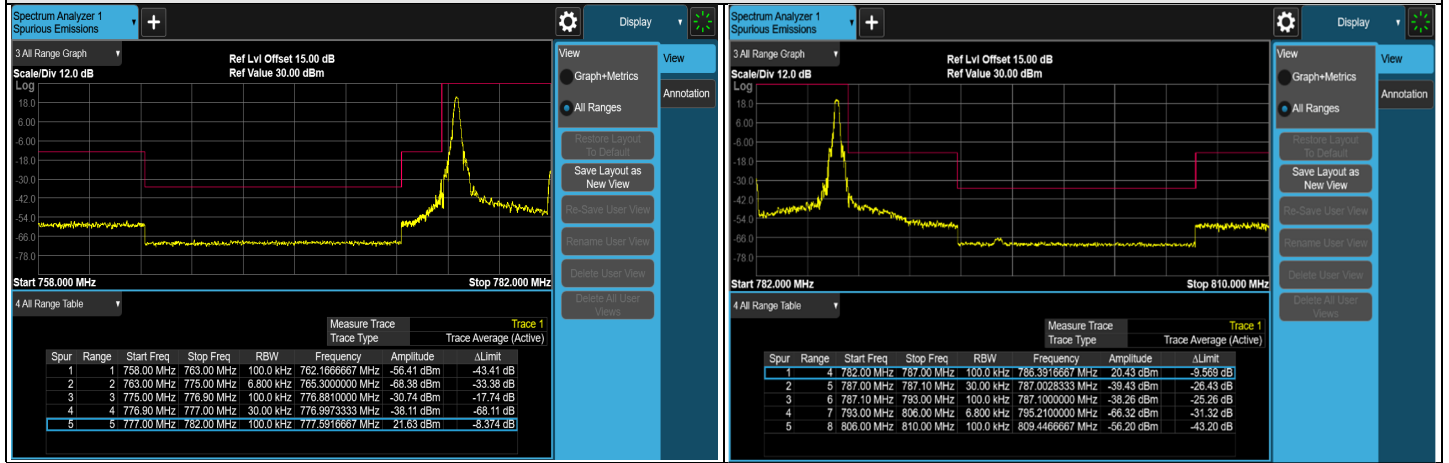 Spectrum Analyzer 1
Spurious Emissions
+
Display
3 All Range Graph
Ref Lvl Offset 15.00 dB
Scale/Div 12.0 dB
Ref Value 30.00 dBm
Log
18.0
6.00
-6.00
-18.0
-30.0
-42.0
-54.0
-66.0
-78.0
Start 758.000 MHz
Stop 782.000 MHz
View
Graph+Metrics
All Ranges
Restore Layout
To Default
Save Layout as
New View
Re-Save User View
Rename User View
Delete User View
Delete All User
Views
View
Annotation
4 All Range Table
Measure Trace Trace 1
Trace Type Trace Average (Active)
Spur Range Start Freq Stop Freq RBW Frequency Amplitude ΔLimit
1 1 758.00 MHz 763.00 MHz 100.0 kHz 762.1666667 MHz -56.41 dBm -43.41 dB
2 2 763.00 MHz 775.00 MHz 6.800 kHz 765.3000000 MHz -68.38 dBm -33.38 dB
3 3 775.00 MHz 776.90 MHz 100.0 kHz 776.8810000 MHz -30.74 dBm -17.74 dB
4 4 776.90 MHz 777.00 MHz 30.00 kHz 776.9973333 MHz -38.11 dBm -68.11 dB
5 5 777.00 MHz 782.00 MHz 100.0 kHz 777.5916667 MHz 21.63 dBm -8.374 dB
Spectrum Analyzer 1
Spurious Emissions
+
Display
3 All Range Graph
Ref Lvl Offset 15.00 dB
Scale/Div 12.0 dB
Ref Value 30.00 dBm
Log
18.0
6.00
-6.00
-18.0
-30.0
-42.0
-54.0
-66.0
-78.0
Start 782.000 MHz
Stop 810.000 MHz
View
Graph+Metrics
All Ranges
Restore Layout
To Default
Save Layout as
New View
Re-Save User View
Rename User View
Delete User View
Delete All User
Views
View
Annotation
4 All Range Table
Measure Trace Trace 1
Trace Type Trace Average (Active)
Spur Range Start Freq Stop Freq RBW Frequency Amplitude ΔLimit
1 4 782.00 MHz 787.00 MHz 100.0 kHz 786.3916667 MHz 20.43 dBm -9.569 dB
2 5 787.00 MHz 787.10 MHz 30.00 kHz 787.0028333 MHz -39.43 dBm -26.43 dB
3 6 787.10 MHz 793.00 MHz 100.0 kHz 787.1000000 MHz -38.26 dBm -25.26 dB
4 7 793.00 MHz 806.00 MHz 6.800 kHz 795.2100000 MHz -66.32 dBm -31.32 dB
5 8 806.00 MHz 810.00 MHz 100.0 kHz 809.4466667 MHz -56.20 dBm -43.20 dB